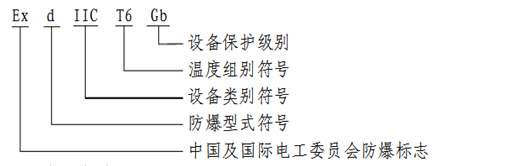 Ex d IIC T6 Gb
设备保护级别
温度组别符号
设备类别符号
防爆型式符号
中国及国际电工委员会防爆标志